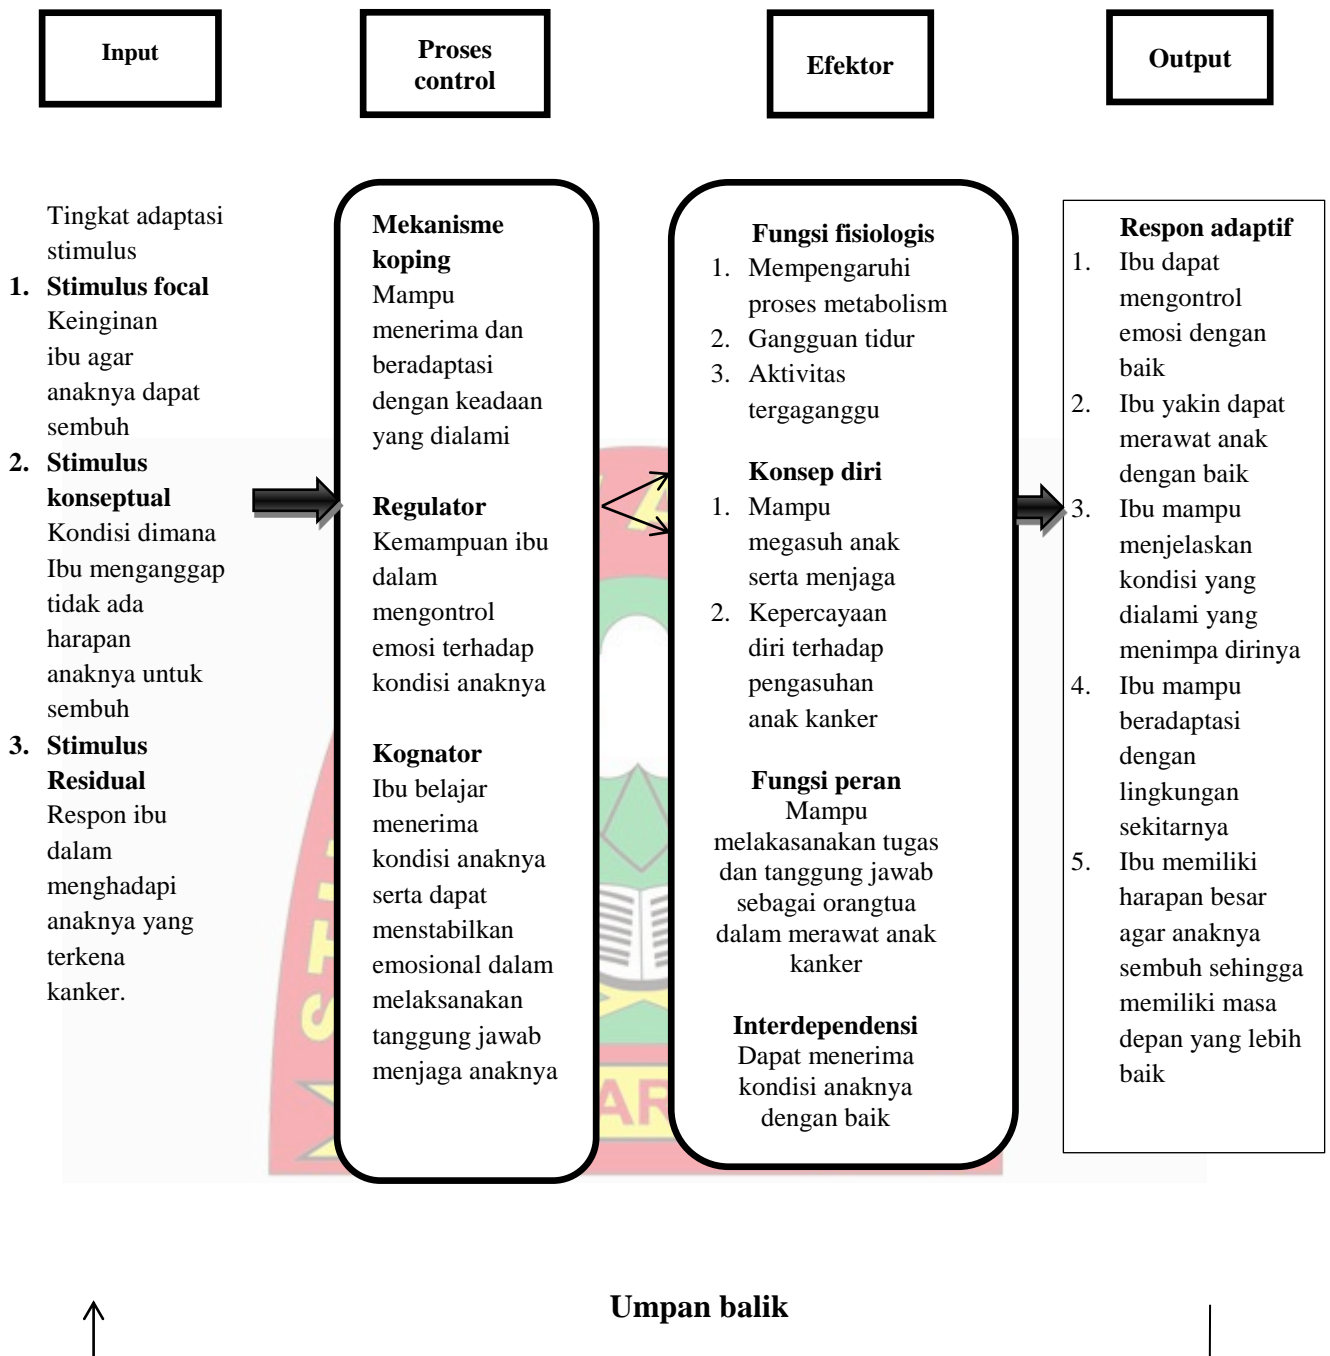 Input
Proses
control
Efektor
Output
Tingkat adaptasi
stimulus
1. Stimulus focal
Keinginan
ibu agar
anaknya dapat
sembuh
2. Stimulus
konseptual
Kondisi dimana
Ibu menganggap
tidak ada
harapan
anaknya untuk
sembuh
3. Stimulus
Residual
Respon ibu
dalam
menghadapi
anaknya yang
terkena
kanker.
Mekanisme
koping
Mampu
menerima dan
beradaptasi
dengan keadaan
yang dialami
Regulator
Kemampuan ibu
dalam
mengontrol
emosi terhadap
kondisi anaknya
Kognator
Ibu belajar
menerima
kondisi anaknya
serta dapat
menstabilkan
emosional dalam
melaksanakan
tanggung jawab
menjaga anaknya
Fungsi fisiologis
1. Mempengaruhi
proses metabolism
2. Gangguan tidur
3. Aktivitas
tergaganggu
Konsep diri
1. Mampu
megasuh anak
serta menjaga
2. Kepercayaan
diri terhadap
pengasuhan
anak kanker
Fungsi peran
Mampu
melakasanakan tugas
dan tanggung jawab
sebagai orangtua
dalam merawat anak
kanker
Interdependensi
Dapat menerima
kondisi anaknya
dengan baik
Respon adaptif
1. Ibu dapat
mengontrol
emosi dengan
baik
2. Ibu yakin dapat
merawat anak
dengan baik
3. Ibu mampu
menjelaskan
kondisi yang
dialami yang
menimpa dirinya
4. Ibu mampu
beradaptasi
dengan
lingkungan
sekitarnya
5. Ibu memiliki
harapan besar
agar anaknya
sembuh sehingga
memiliki masa
depan yang lebih
baik
Umpan balik